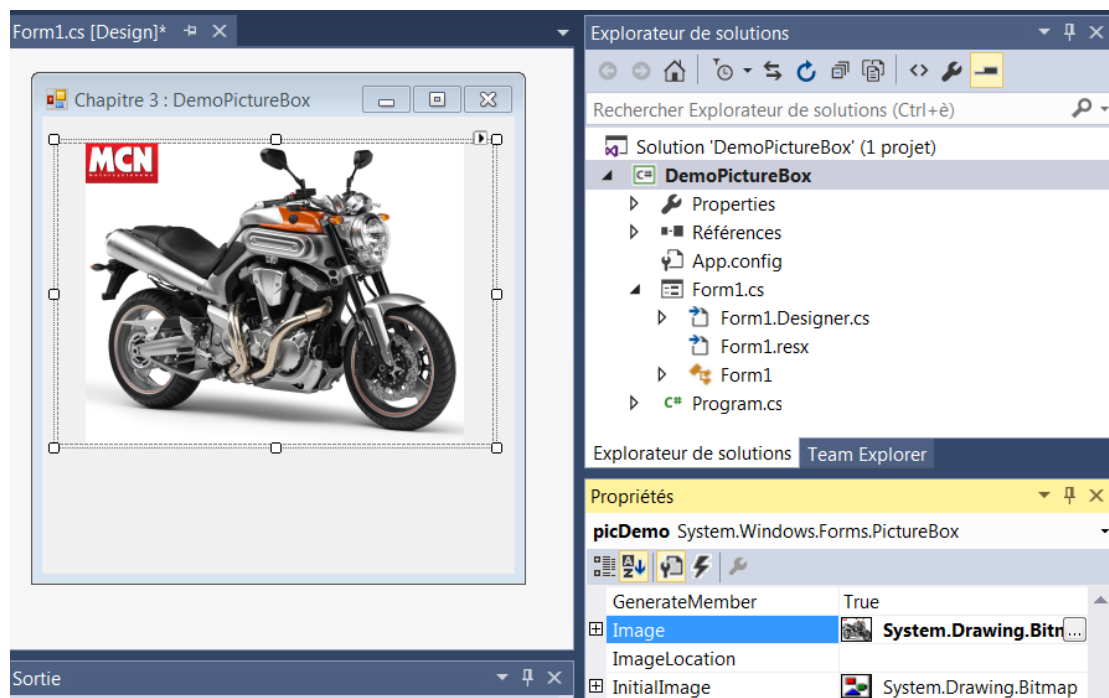 Form1.cs [Design]*
Chapitre 3 : DemoPictureBox
MCN
Sortie
Explorateur de solutions
Rechercher Explorateur de solutions (Ctrl+è)
Solution 'DemoPictureBox' (1 projet)
C# DemoPictureBox
Properties
Références
App.config
Form1.cs
Form1.Designer.cs
Form1.resx
Form1
C# Program.cs
Explorateur de solutions Team Explorer
Propriétés
picDemo System.Windows.Forms.PictureBox
GenerateMember True
Image System.Drawing.Bitm...
ImageLocation
InitialImage System.Drawing.Bitmap